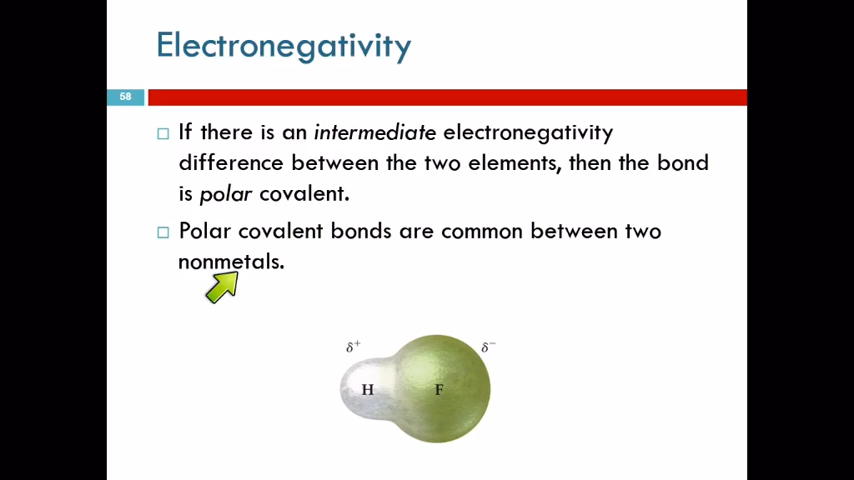 Electronegativity
58
If there is an intermediate electronegativity
difference between the two elements, then the bond
is polar covalent.
Polar covalent bonds are common between two
nonmetals.
δ+ δ−
H F